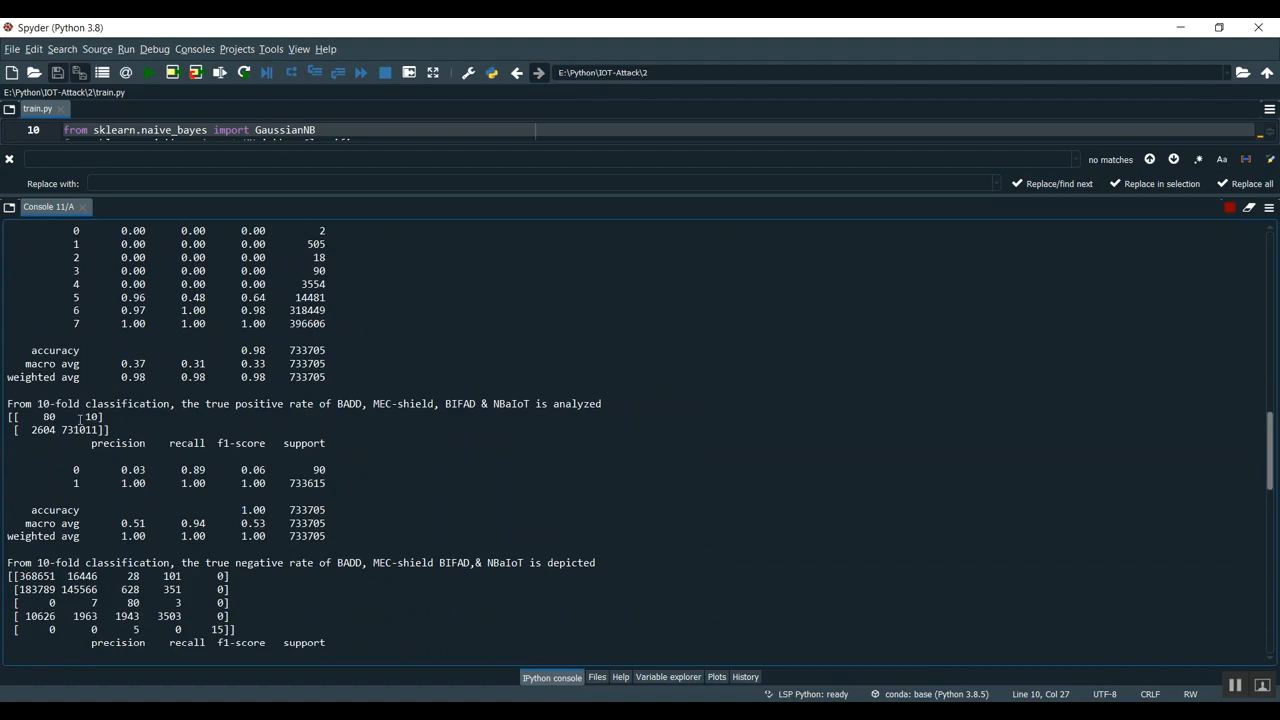 Spyder (Python 3.8)
File Edit Search Source Run Debug Consoles Projects Tools View Help
E:\Python\IOT-Attack\2
E:\Python\IOT-Attack\2\train.py
train.py
10 from sklearn.naive_bayes import GaussianNB
no matches Aa
Replace with: Replace/find next Replace in selection Replace all
Console 11/A
0 0.00 0.00 0.00 2
1 0.00 0.00 0.00 505
2 0.00 0.00 0.00 18
3 0.00 0.00 0.00 90
4 0.00 0.00 0.00 3554
5 0.96 0.48 0.64 14481
6 0.97 1.00 0.98 318449
7 1.00 1.00 1.00 396606
accuracy 0.98 733705
macro avg 0.37 0.31 0.33 733705
weighted avg 0.98 0.98 0.98 733705
From 10-fold classification, the true positive rate of BADD, MEC-shield, BIFAD & NBaIoT is analyzed
[[ 80 10]
[ 2604 731011]]
precision recall f1-score support
0 0.03 0.89 0.06 90
1 1.00 1.00 1.00 733615
accuracy 1.00 733705
macro avg 0.51 0.94 0.53 733705
weighted avg 1.00 1.00 1.00 733705
From 10-fold classification, the true negative rate of BADD, MEC-shield BIFAD,& NBaIoT is depicted
[[368651 16446 28 101 0]
[183789 145566 628 351 0]
[ 0 7 80 3 0]
[ 10626 1963 1943 3503 0]
[ 0 0 5 0 15]]
precision recall f1-score support
IPython console Files Help Variable explorer Plots History
LSP Python: ready conda: base (Python 3.8.5) Line 10, Col 27 UTF-8 CRLF RW